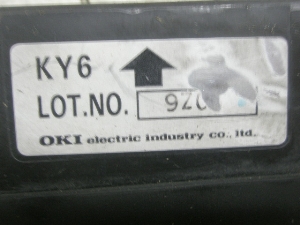 KY6
LOT.NO.
OKI electric industry co., ltd.